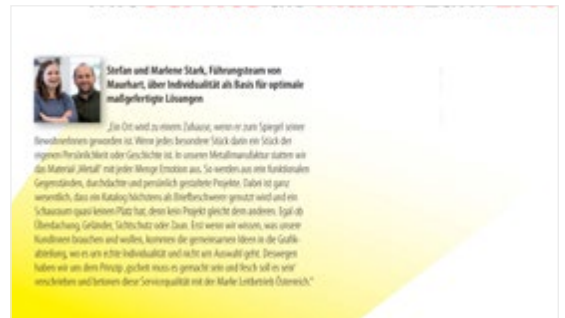 Stefan und Marlene Stark, Führungsteam von
Maurhart, über Individualität als Basis für optimale
maßgefertigte Lösungen
„Ein Ort wird zu einem Zuhause, wenn er zum Spiegel seiner
BewohnerInnen geworden ist. Wenn jedes besondere Stück darin ein Stück der
eigenen Persönlichkeit oder Geschichte ist. In unserer Metallmanufaktur statten wir
das Material ‚Metall‘ mit jeder Menge Emotion aus. So werden aus rein funktionalen
Gegenständen, durchdachte und persönlich gestaltete Projekte. Dabei ist ganz
wesentlich, dass ein Katalog höchstens als Briefbeschwerer genutzt wird und ein
Schauraum quasi keinen Platz hat, denn kein Projekt gleicht dem anderen. Egal ob
Überdachung, Geländer, Sichtschutz oder Zaun. Erst wenn wir wissen, was unsere
KundInnen brauchen und wollen, kommen die gemeinsamen Ideen in die Grafik-
abteilung, wo es um echte Individualität und nicht um Auswahl geht. Deswegen
haben wir uns dem Prinzip ‚gscheit muss es gemacht sein und fesch soll es sein‘
verschrieben und betonen diese Servicequalität mit der Marke Leitbetrieb Österreich.“